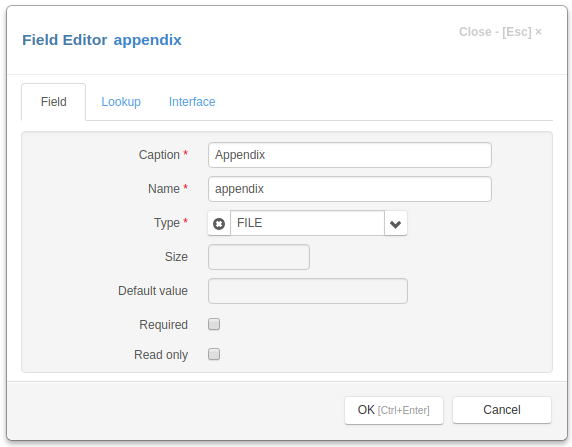 Field Editor appendix
Close - [Esc] ×
Field
Lookup
Interface
Caption * Appendix
Name * appendix
Type * FILE
Size
Default value
Required
Read only
OK [Ctrl+Enter]
Cancel